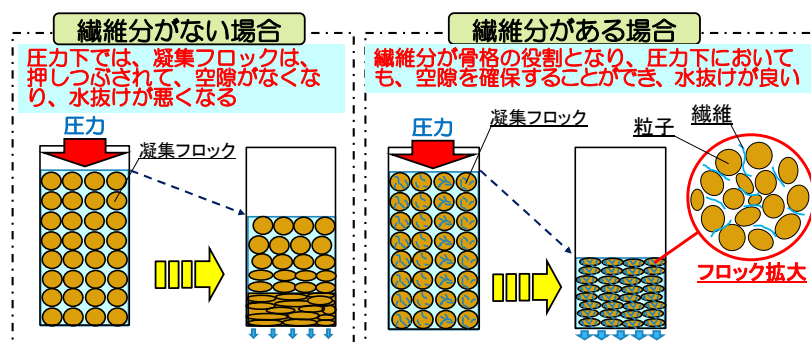 繊維分がない場合
圧力下では、凝集フロックは、
押しつぶされて、空隙がなくな
り、水抜けが悪くなる
圧力
凝集フロック
繊維分がある場合
繊維分が骨格の役割となり、圧力下において
も、空隙を確保することができ、水抜けが良い
圧力
凝集フロック
粒子
繊維
フロック拡大